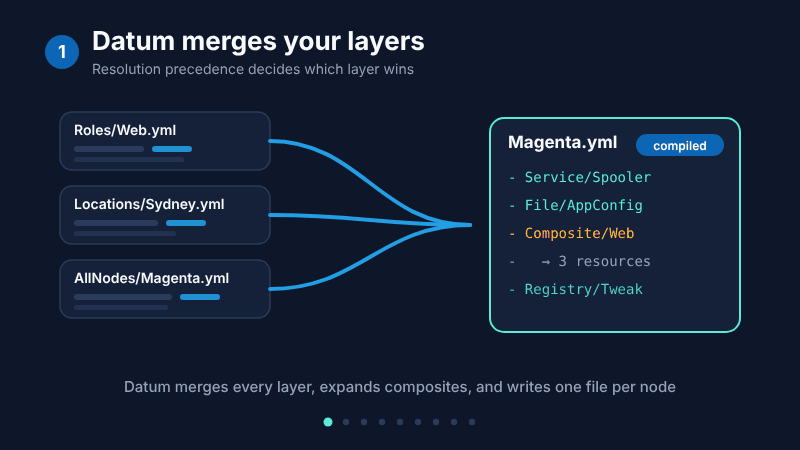 1
Datum merges your layers
Resolution precedence decides which layer wins
Roles/Web.yml
Locations/Sydney.yml
AllNodes/Magenta.yml
Magenta.yml
compiled
- Service/Spooler
- File/AppConfig
- Composite/Web
-   → 3 resources
- Registry/Tweak
Datum merges every layer, expands composites, and writes one file per node